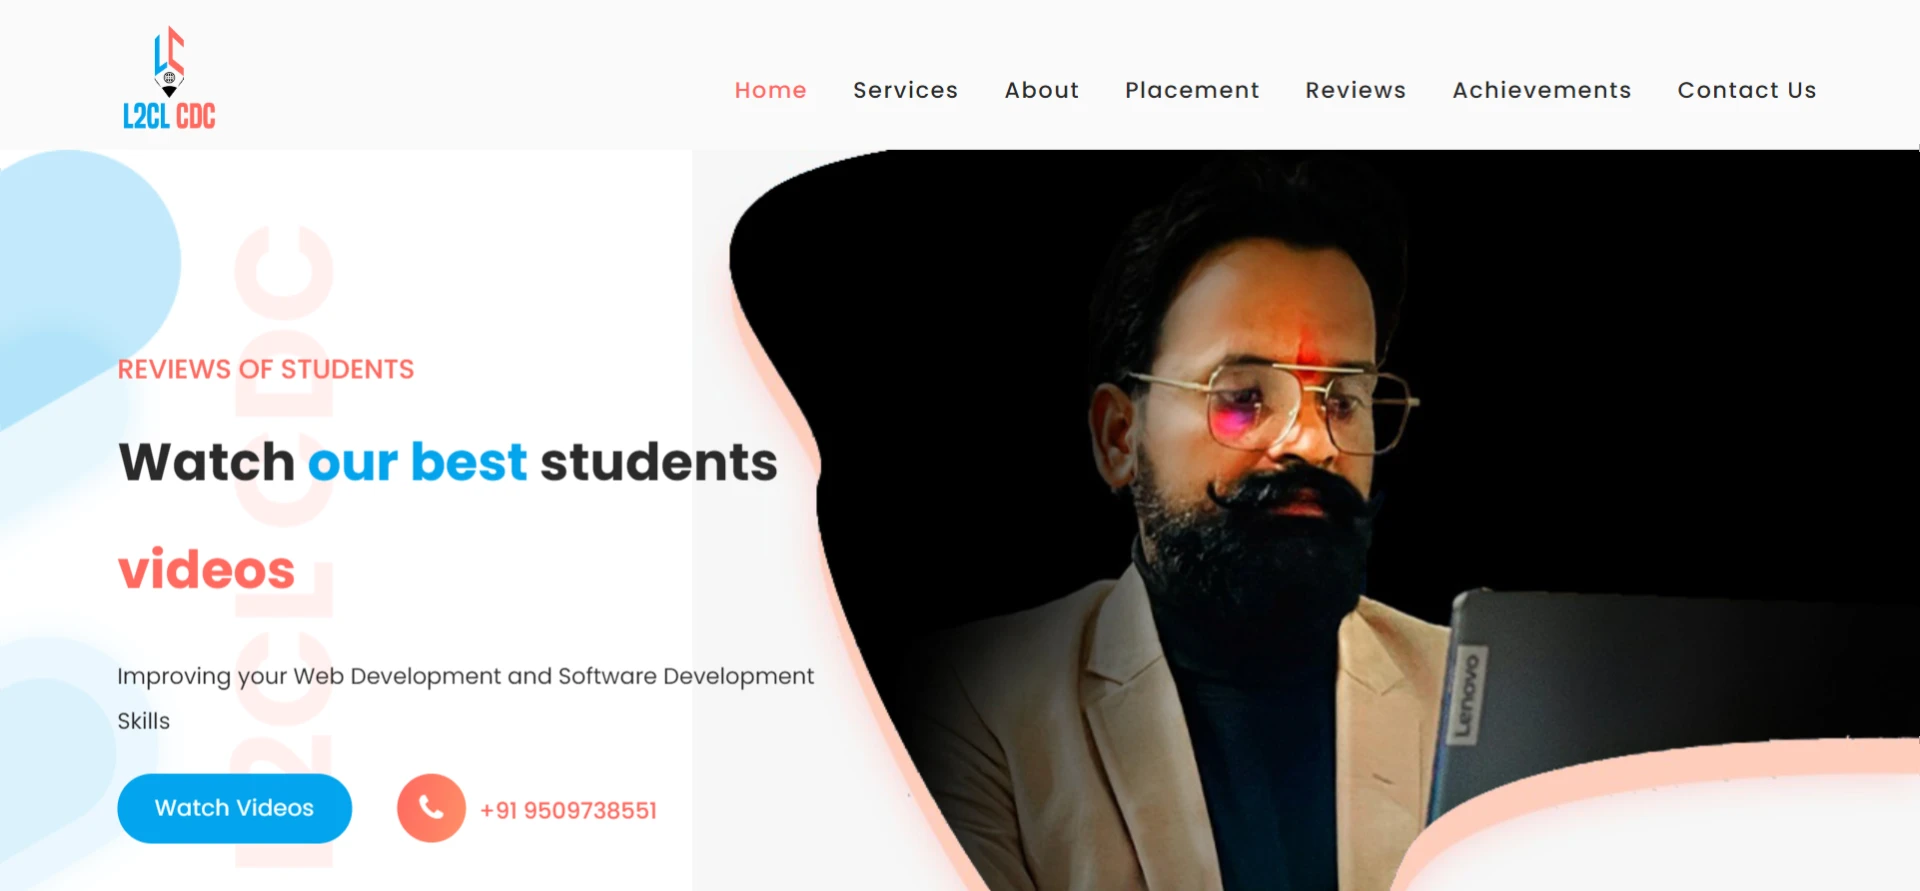 L2CL CDC
Home
Services
About
Placement
Reviews
Achievements
Contact Us
L2CL CDC
REVIEWS OF STUDENTS
Watch our best students
videos
Improving your Web Development and Software Development
Skills
Watch Videos
+91 9509738551
Lenovo